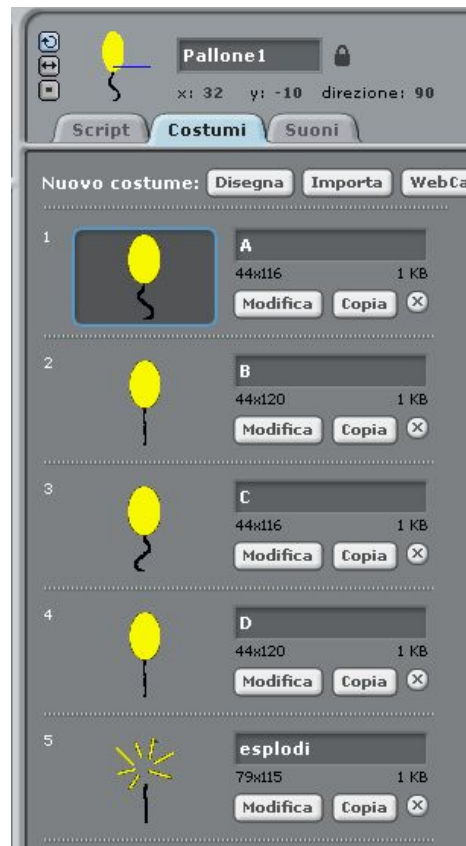 Pallone1
x: 32 y: -10 direzione: 90
Script Costumi Suoni
Nuovo costume: Disegna Importa WebCa
1
A
44x116 1 KB
Modifica Copia
2
B
44x120 1 KB
Modifica Copia
3
C
44x116 1 KB
Modifica Copia
4
D
44x120 1 KB
Modifica Copia
5
esplodi
79x115 1 KB
Modifica Copia